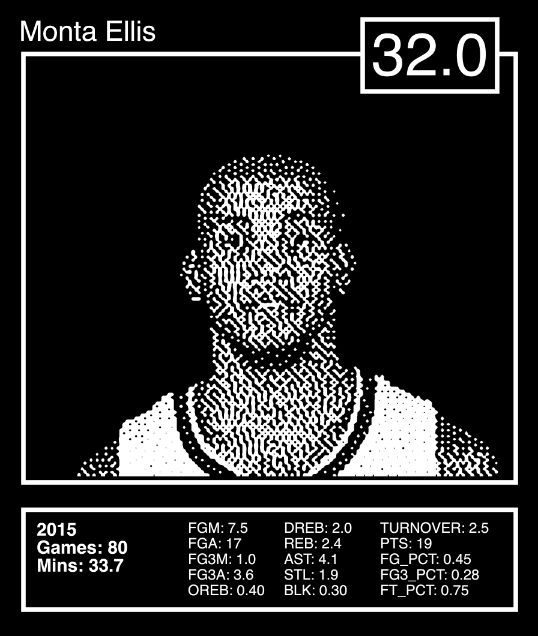 Monta Ellis
32.0
2015
Games: 80
Mins: 33.7
FGM: 7.5
FGA: 17
FG3M: 1.0
FG3A: 3.6
OREB: 0.40
DREB: 2.0
REB: 2.4
AST: 4.1
STL: 1.9
BLK: 0.30
TURNOVER: 2.5
PTS: 19
FG_PCT: 0.45
FG3_PCT: 0.28
FT_PCT: 0.75